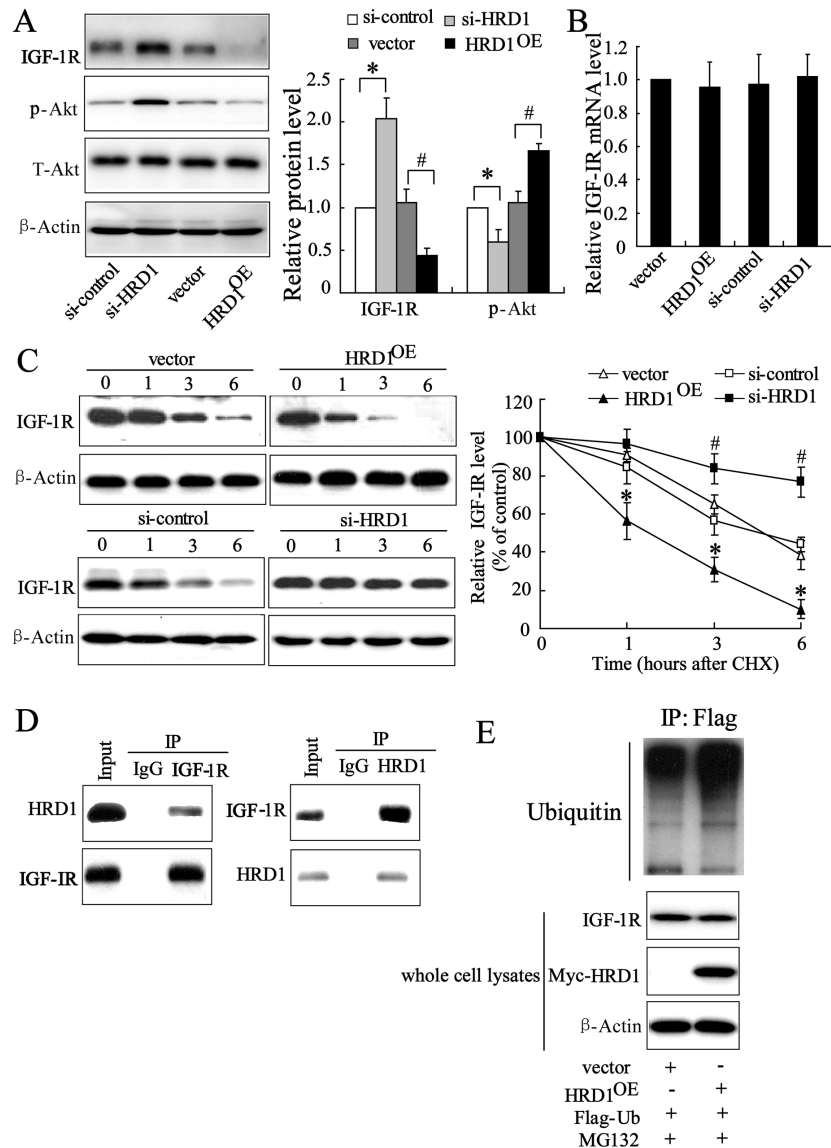 A
IGF-1R
p-Akt
T-Akt
β-Actin
si-control
si-HRD1
vector
HRD1OE
si-control
si-HRD1
vector
HRD1OE
Relative protein level
2.5
2.0
1.0
0.5
0
*
#
*
#
IGF-1R
p-Akt
B
Relative IGF-IR mRNA level
1.2
1.0
0.8
0.6
0.4
0.2
0
vector
HRD1OE
si-control
si-HRD1
C
vector
HRD1OE
0 1 3 6
0 1 3 6
IGF-1R
β-Actin
si-control
si-HRD1
0 1 3 6
0 1 3 6
IGF-1R
β-Actin
vector
si-control
HRD1OE
si-HRD1
Relative IGF-IR level
(% of control)
120
100
80
60
40
20
0
#
#
*
*
*
0 1 3 6
Time (hours after CHX)
D
Input
IP
IgG IGF-1R
HRD1
IGF-IR
Input
IP
IgG HRD1
IGF-1R
HRD1
E
IP: Flag
Ubiquitin
whole cell lysates
IGF-1R
Myc-HRD1
β-Actin
vector + -
HRD1OE - +
Flag-Ub + +
MG132 + +